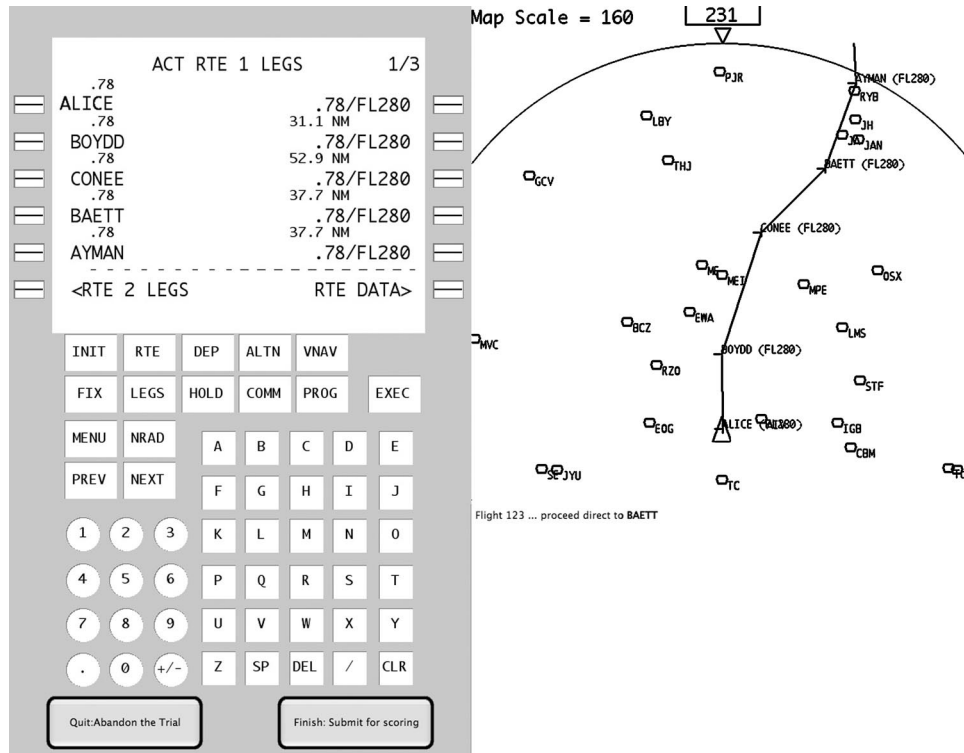 ACT RTE 1 LEGS 1/3
.78
ALICE .78/FL280
.78 31.1 NM
BOYDD .78/FL280
.78 52.9 NM
CONEE .78/FL280
.78 37.7 NM
BAETT .78/FL280
.78 37.7 NM
AYMAN .78/FL280
<RTE 2 LEGS RTE DATA>
INIT RTE DEP ALTN VNAV
FIX LEGS HOLD COMM PROG EXEC
MENU NRAD
PREV NEXT
A B C D E
F G H I J
1 2 3 K L M N O
4 5 6 P Q R S T
7 8 9 U V W X Y
. 0 +/- Z SP DEL / CLR
Quit:Abandon the Trial Finish: Submit for scoring
Map Scale = 160 231
PJR
AYMAN (FL280)
RYB
LBY
JH
JA JAN
THJ
BAETT (FL280)
GCV
CONEE (FL280)
ME
MEI
OSX
MPE
EWA
BCZ
LMS
MVC
BOYDD (FL280)
RZO
STF
ALICE
EOG
IGB
CBM
SE JYU
TC
Flight 123 ... proceed direct to BAETT